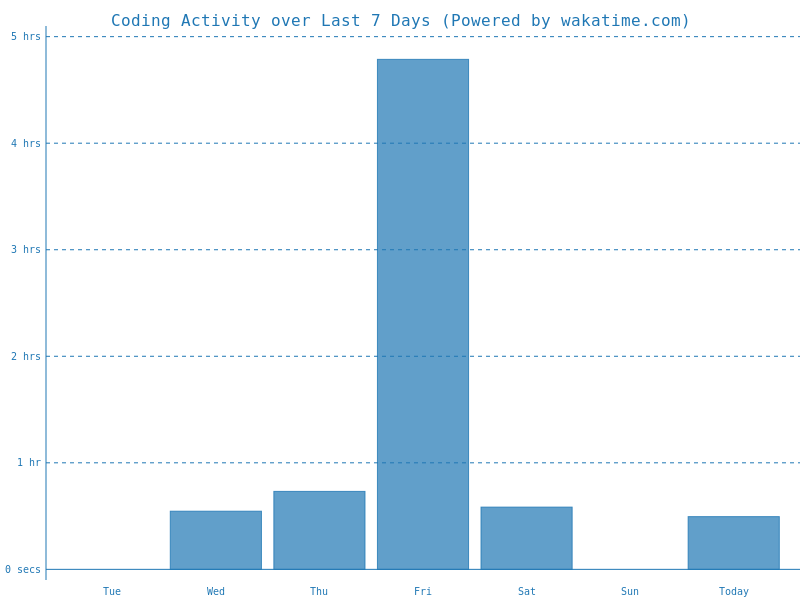 Coding Activity over Last 7 Days (Powered by wakatime.com)
5 hrs
4 hrs
3 hrs
2 hrs
1 hr
0 secs
Tue Wed Thu Fri Sat Sun Today